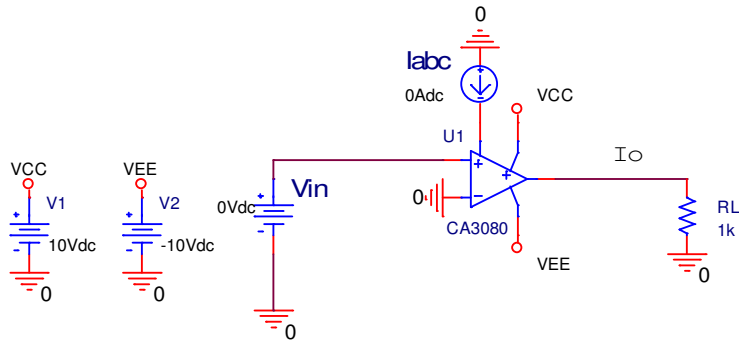 0
Iabc
0Adc
VCC
U1
Io
VCC
VEE
V1
V2
0Vdc
Vin
0
CA3080
RL
1k
10Vdc
-10Vdc
VEE
0
0
0
0